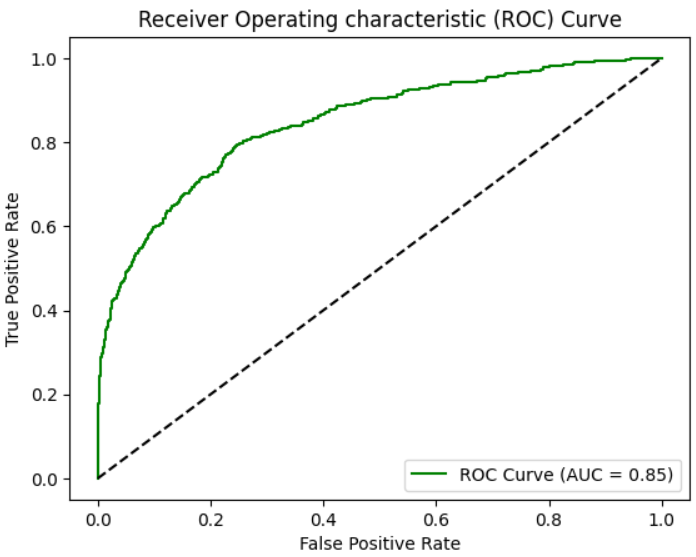 Receiver Operating characteristic (ROC) Curve
True Positive Rate
1.0
0.8
0.6
0.4
0.2
0.0
ROC Curve (AUC = 0.85)
0.0 0.2 0.4 0.6 0.8 1.0
False Positive Rate